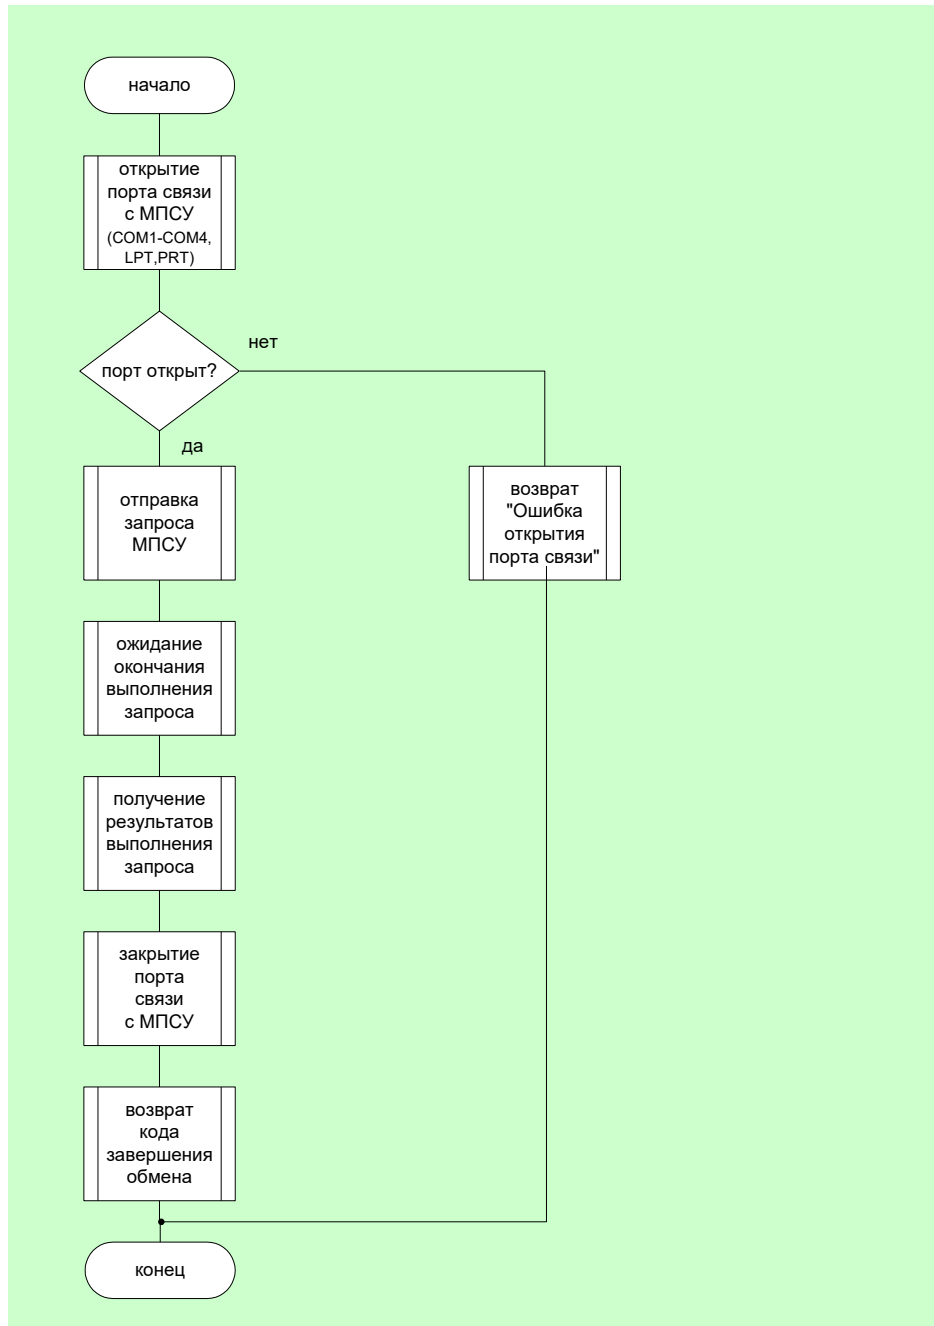 начало
открытие
порта связи
с МПСУ
(COM1-COM4,
LPT,PRT)
нет
порт открыт?
да
отправка
запроса
МПСУ
возврат
"Ошибка
открытия
порта связи"
ожидание
окончания
выполнения
запроса
получение
результатов
выполнения
запроса
закрытие
порта
связи
с МПСУ
возврат
кода
завершения
обмена
конец